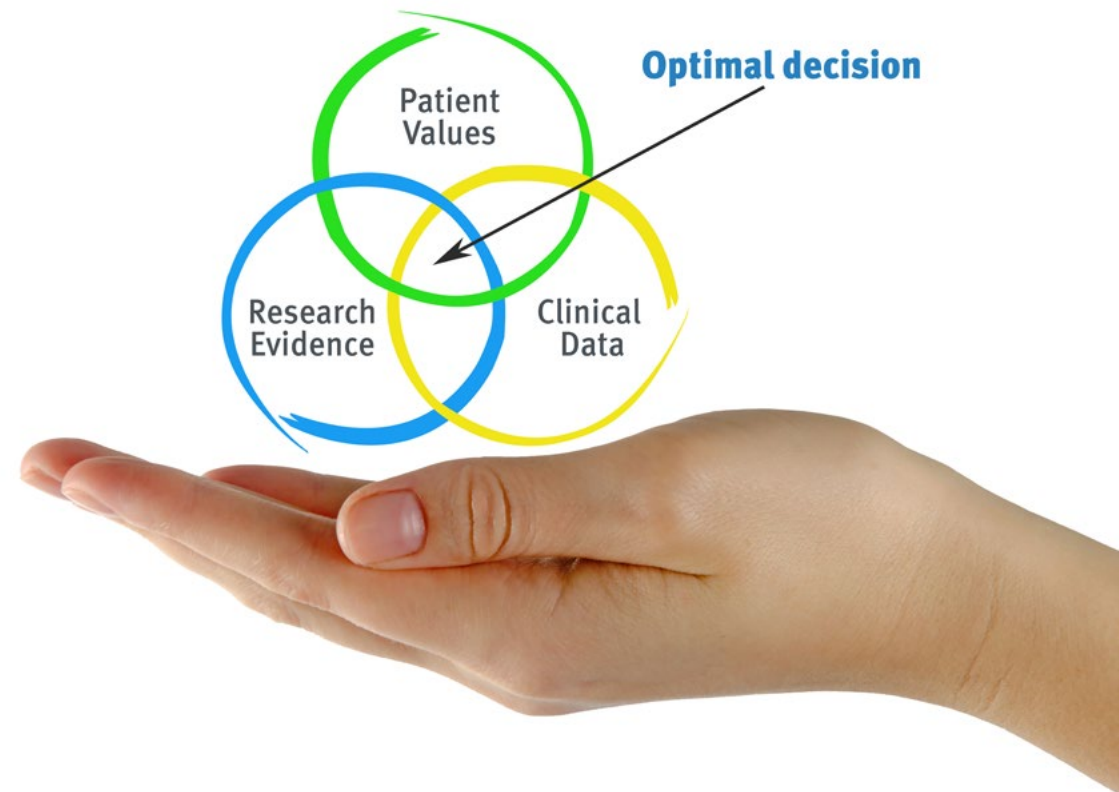 Optimal decision
Patient
Values
Research
Evidence
Clinical
Data